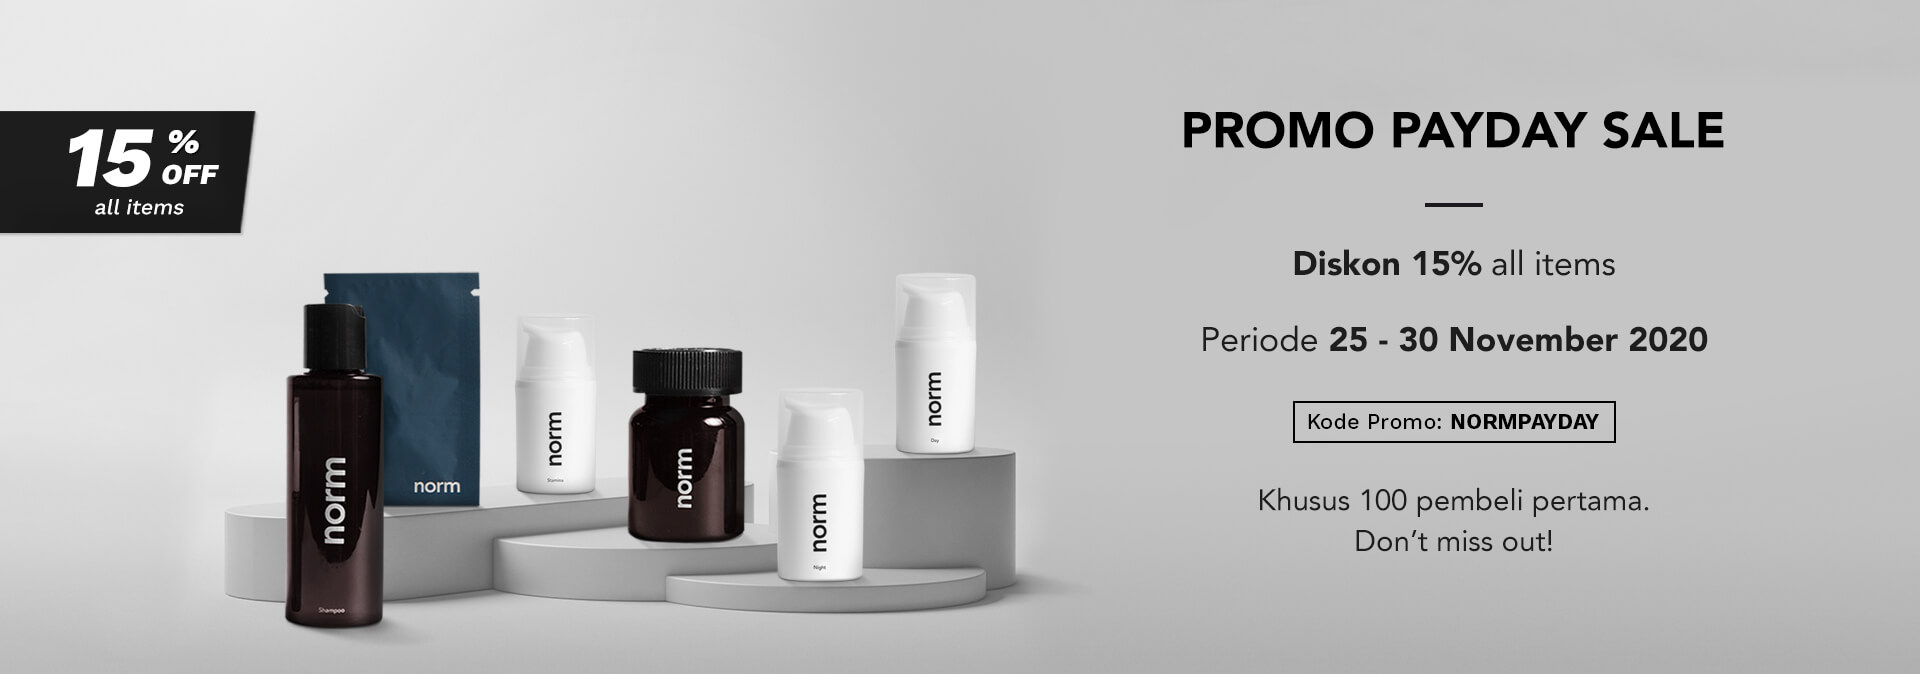 15 %
OFF
all items
norm
Shampoo
norm
norm
Stamina
norm
norm
Night
norm
Day
PROMO PAYDAY SALE
Diskon 15% all items
Periode 25 - 30 November 2020
Kode Promo: NORMPAYDAY
Khusus 100 pembeli pertama.
Don't miss out!